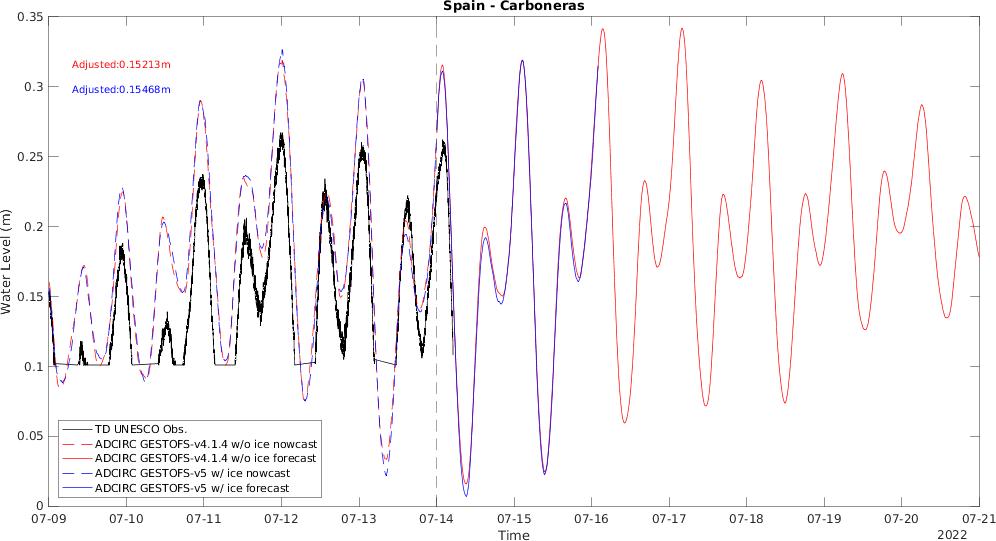 Spain - Carboneras
0.35
0.3
0.25
0.2
0.15
0.1
0.05
0
Water Level (m)
Adjusted:0.15213m
Adjusted:0.15468m
TD UNESCO Obs.
ADCIRC GESTOFS-v4.1.4 w/o ice nowcast
ADCIRC GESTOFS-v4.1.4 w/o ice forecast
ADCIRC GESTOFS-v5 w/ ice nowcast
ADCIRC GESTOFS-v5 w/ ice forecast
07-09 07-10 07-11 07-12 07-13 07-14 07-15 07-16 07-17 07-18 07-19 07-20 07-21
Time
2022